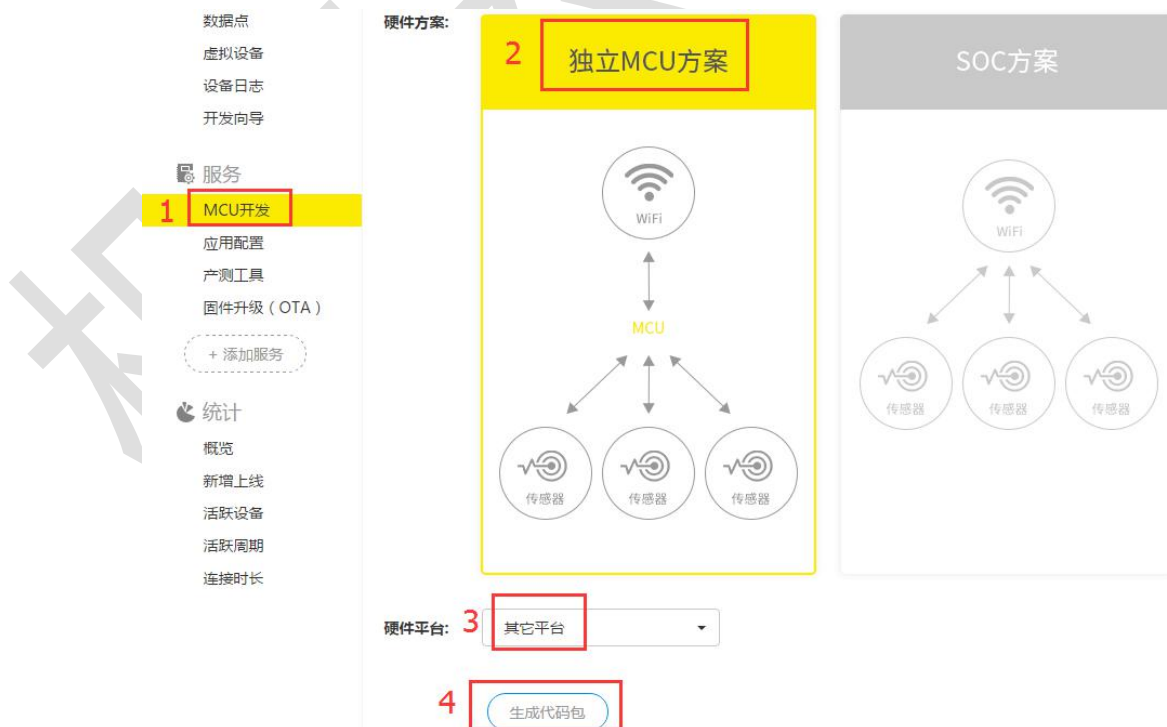 数据点
虚拟设备
设备日志
开发向导
服务
1 MCU开发
应用配置
产测工具
固件升级（OTA）
+ 添加服务
统计
概览
新增上线
活跃设备
活跃周期
连接时长
硬件方案:
2 独立MCU方案
WiFi
MCU
传感器 传感器 传感器
SOC方案
WiFi
传感器 传感器 传感器
硬件平台: 3 其它平台
4 生成代码包